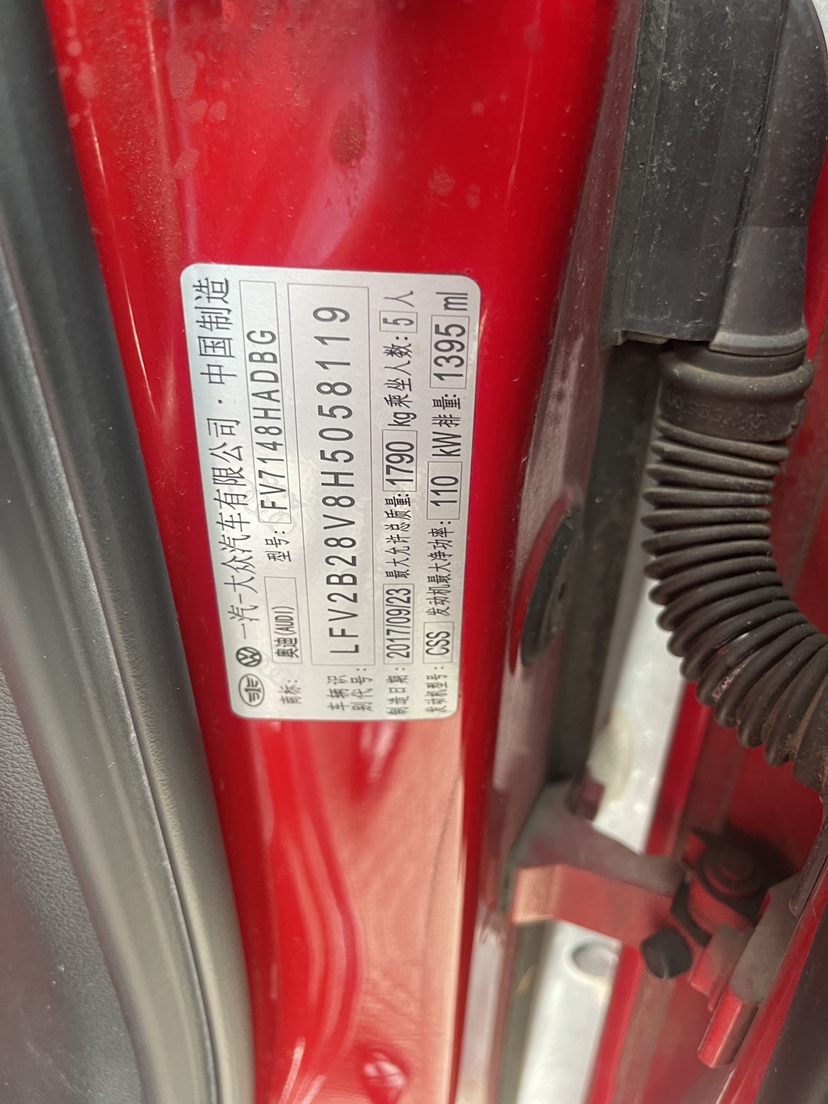 一汽-大众汽车有限公司·中国制造
商标: 奥迪(AUDI) 型号: FV7148HADBG
车辆识别代号: LFV2B28V8H5058119
制造日期: 2017/09/23 最大允许总质量: 1790 kg 乘坐人数: 5 人
发动机型号: CSS 发动机最大净功率: 110 kW 排量: 1395 ml